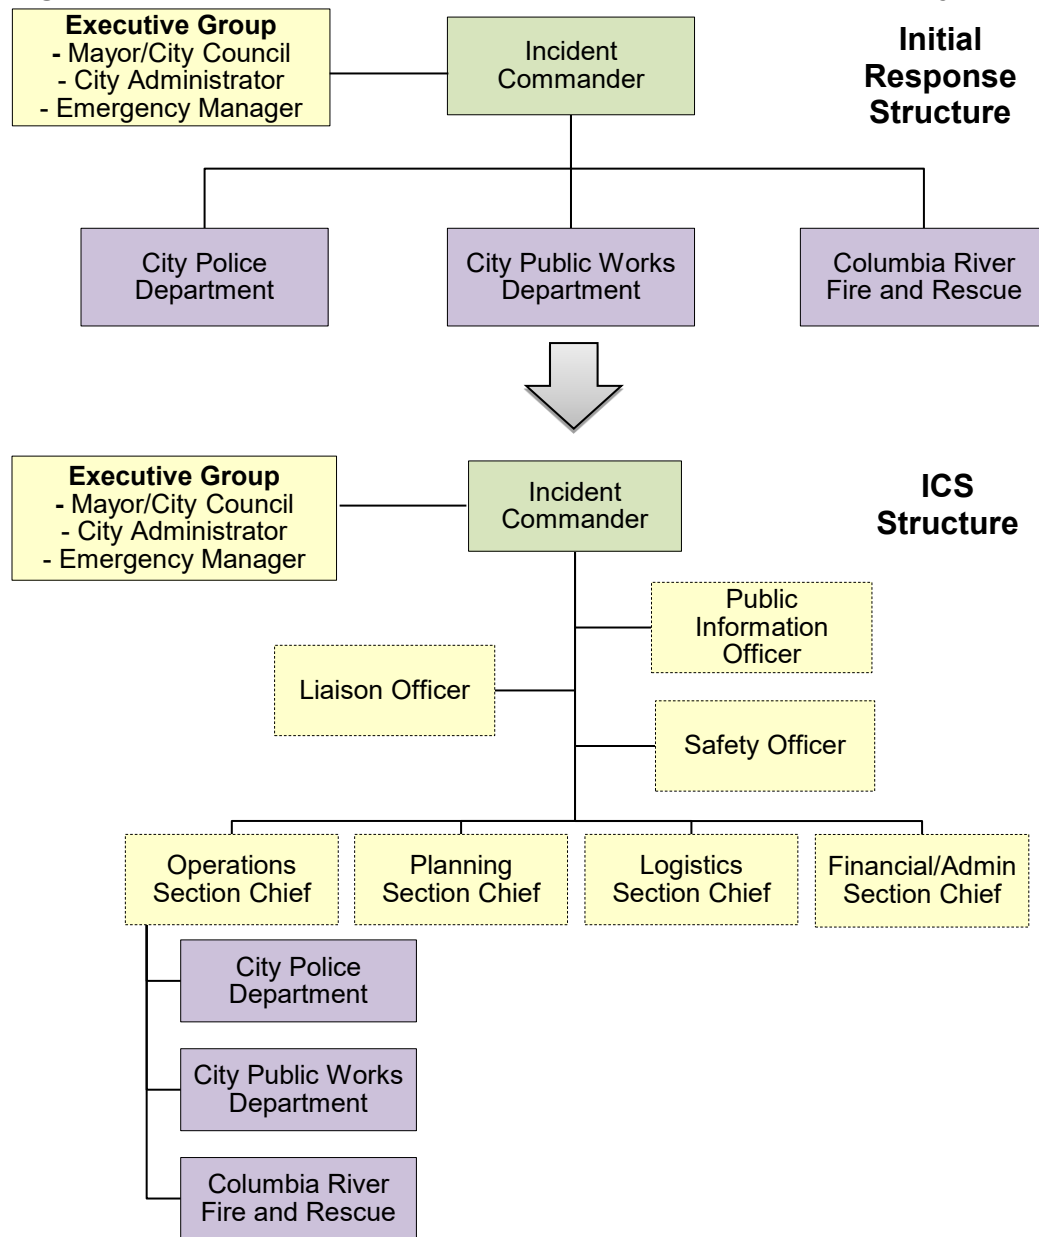 Executive Group
- Mayor/City Council
- City Administrator
- Emergency Manager
Incident
Commander
Initial
Response
Structure
City Police
Department
City Public Works
Department
Columbia River
Fire and Rescue
Executive Group
- Mayor/City Council
- City Administrator
- Emergency Manager
Incident
Commander
ICS
Structure
Public
Information
Officer
Liaison Officer
Safety Officer
Operations
Section Chief
Planning
Section Chief
Logistics
Section Chief
Financial/Admin
Section Chief
City Police
Department
City Public Works
Department
Columbia River
Fire and Rescue